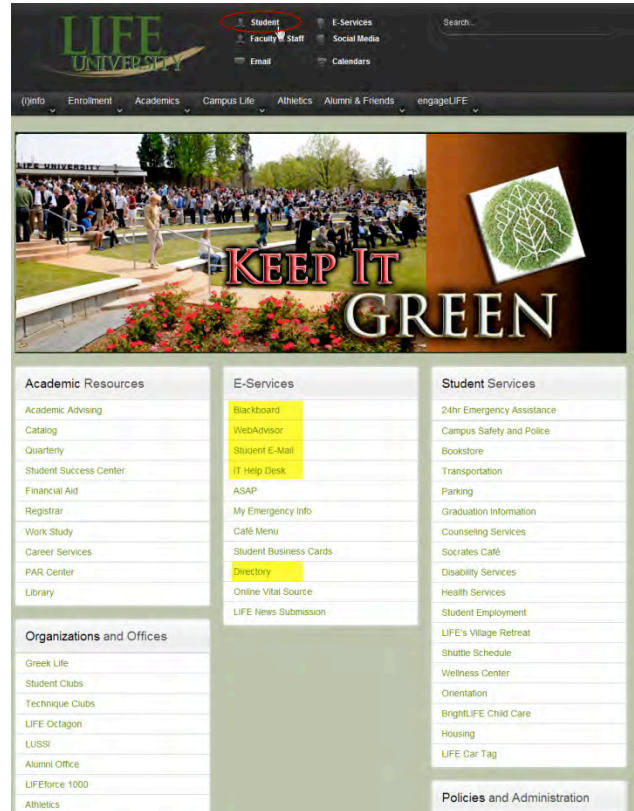 LIFE
UNIVERSITY
Student
E-Services
Search...
Faculty & Staff
Social Media
Email
Calendars
(i)info
Enrollment
Academics
Campus Life
Athletics
Alumni & Friends
engageLIFE
LIFE UNIVERSITY
KEEP IT
GREEN
Academic Resources
Academic Advising
Catalog
Quarterly
Student Success Center
Financial Aid
Registrar
Work Study
Career Services
PAR Center
Library
Organizations and Offices
Greek Life
Student Clubs
Technique Clubs
LIFE Octagon
LUSSI
Alumni Office
LIFEforce 1000
Athletics
E-Services
Blackboard
WebAdvisor
Student E-Mail
IT Help Desk
ASAP
My Emergency Info
Café Menu
Student Business Cards
Directory
Online Vital Source
LIFE News Submission
Student Services
24hr Emergency Assistance
Campus Safety and Police
Bookstore
Transportation
Parking
Graduation Information
Counseling Services
Socrates Café
Disability Services
Health Services
Student Employment
LIFE's Village Retreat
Shuttle Schedule
Wellness Center
Orientation
BrightLIFE Child Care
Housing
LIFE Car Tag
Policies and Administration